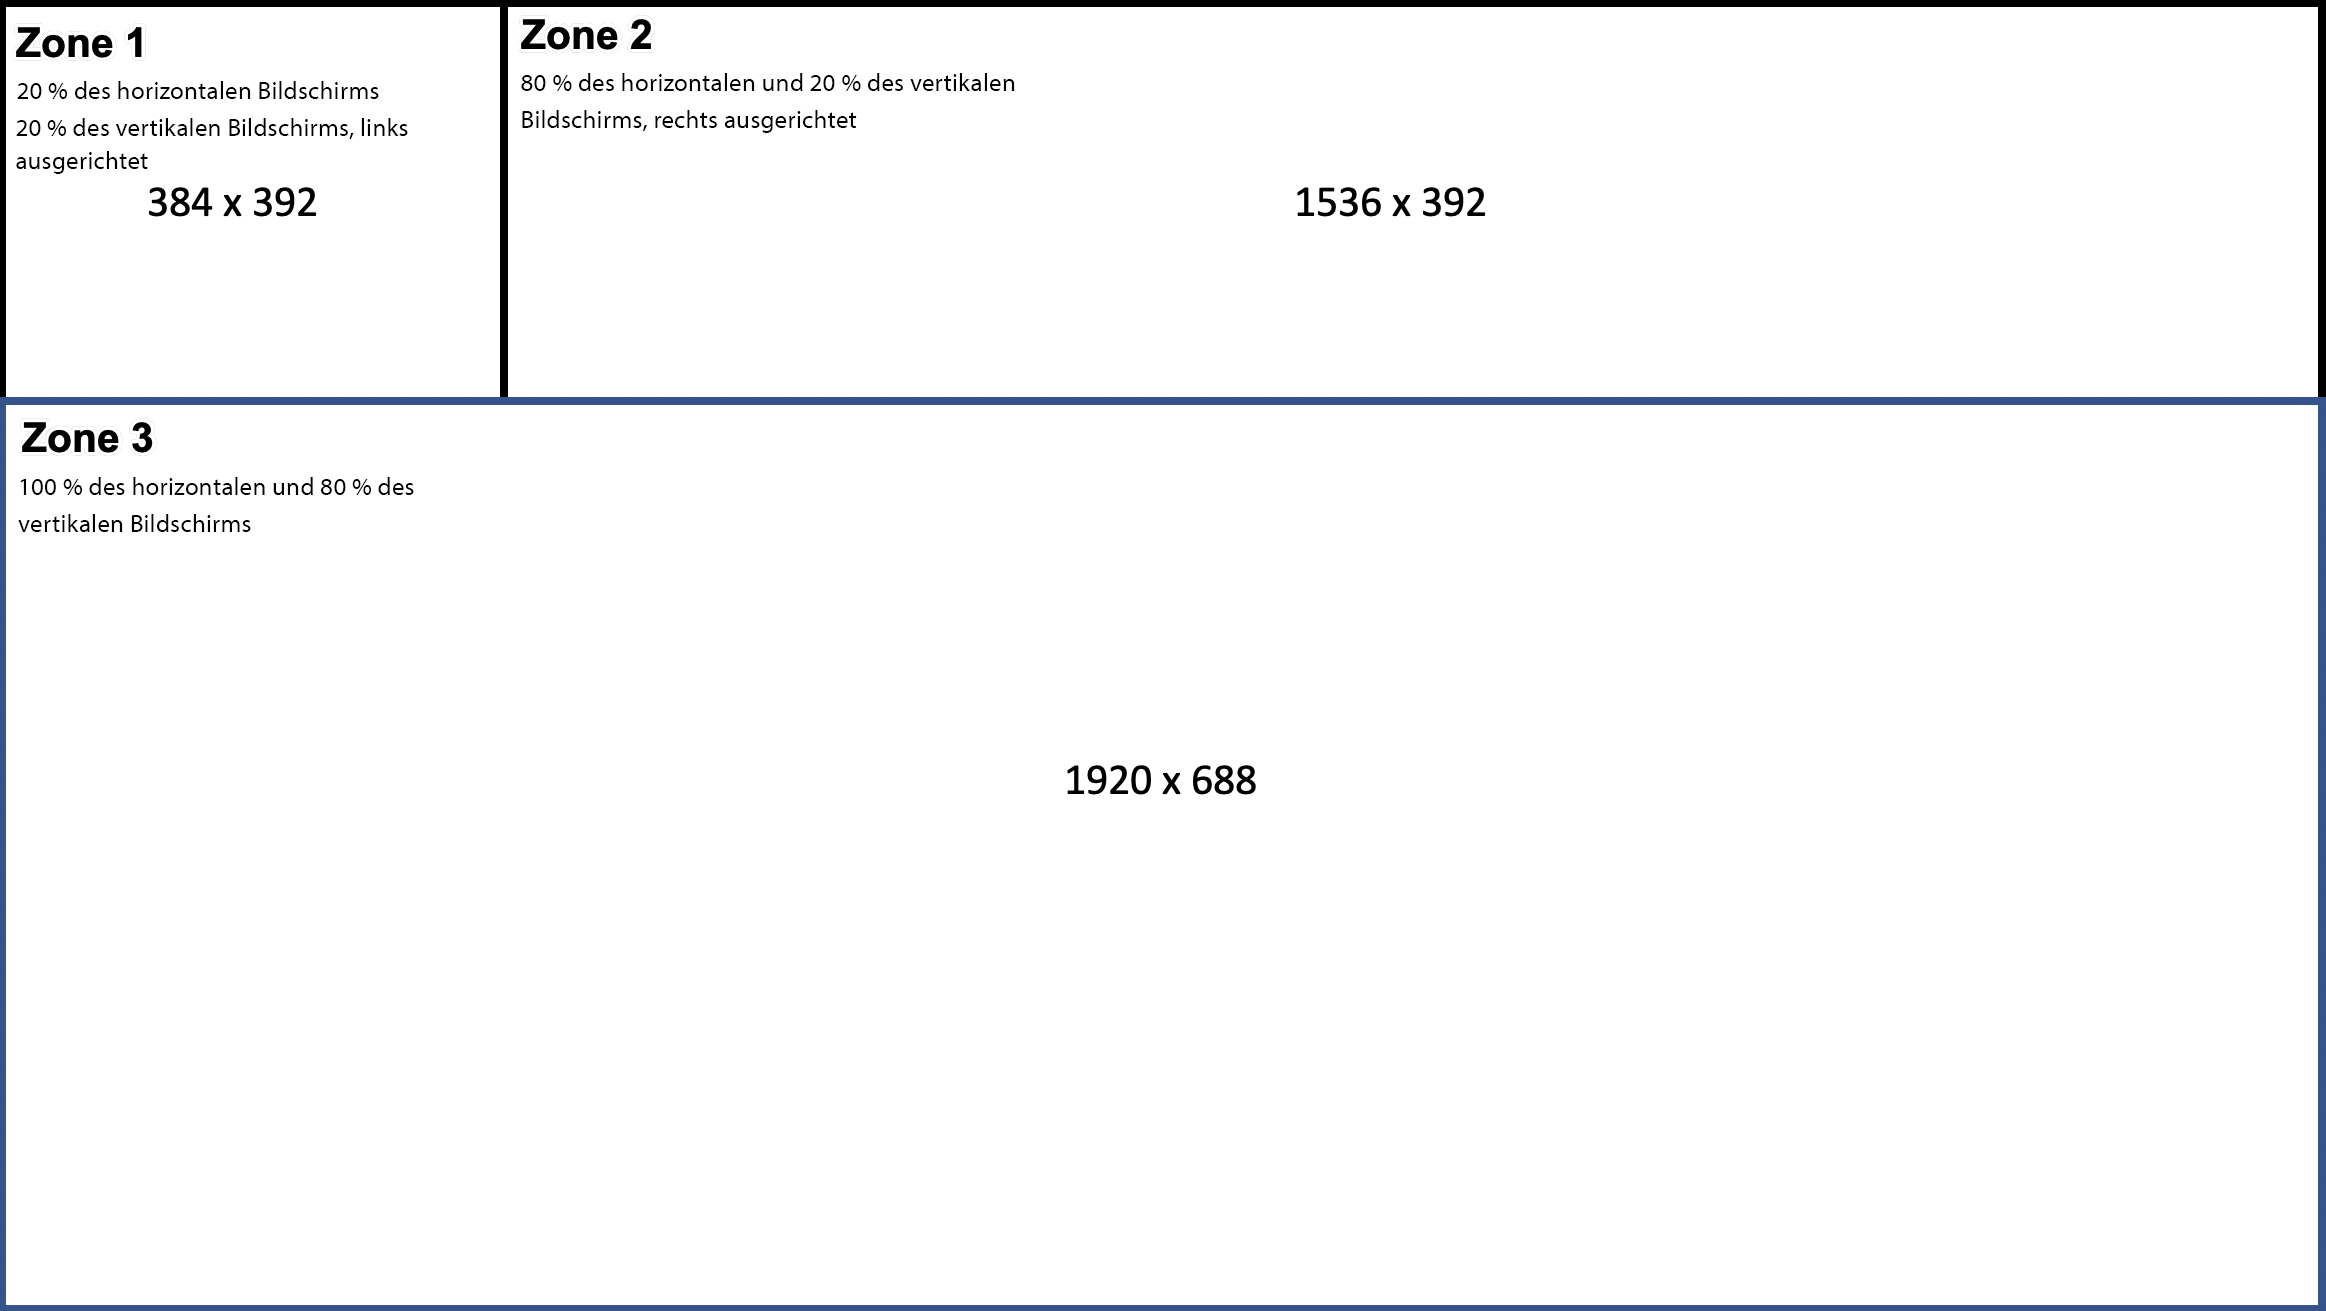 Zone 1
20 % des horizontalen Bildschirms
20 % des vertikalen Bildschirms, links
ausgerichtet
384 x 392
Zone 2
80 % des horizontalen und 20 % des vertikalen
Bildschirms, rechts ausgerichtet
1536 x 392
Zone 3
100 % des horizontalen und 80 % des
vertikalen Bildschirms
1920 x 688